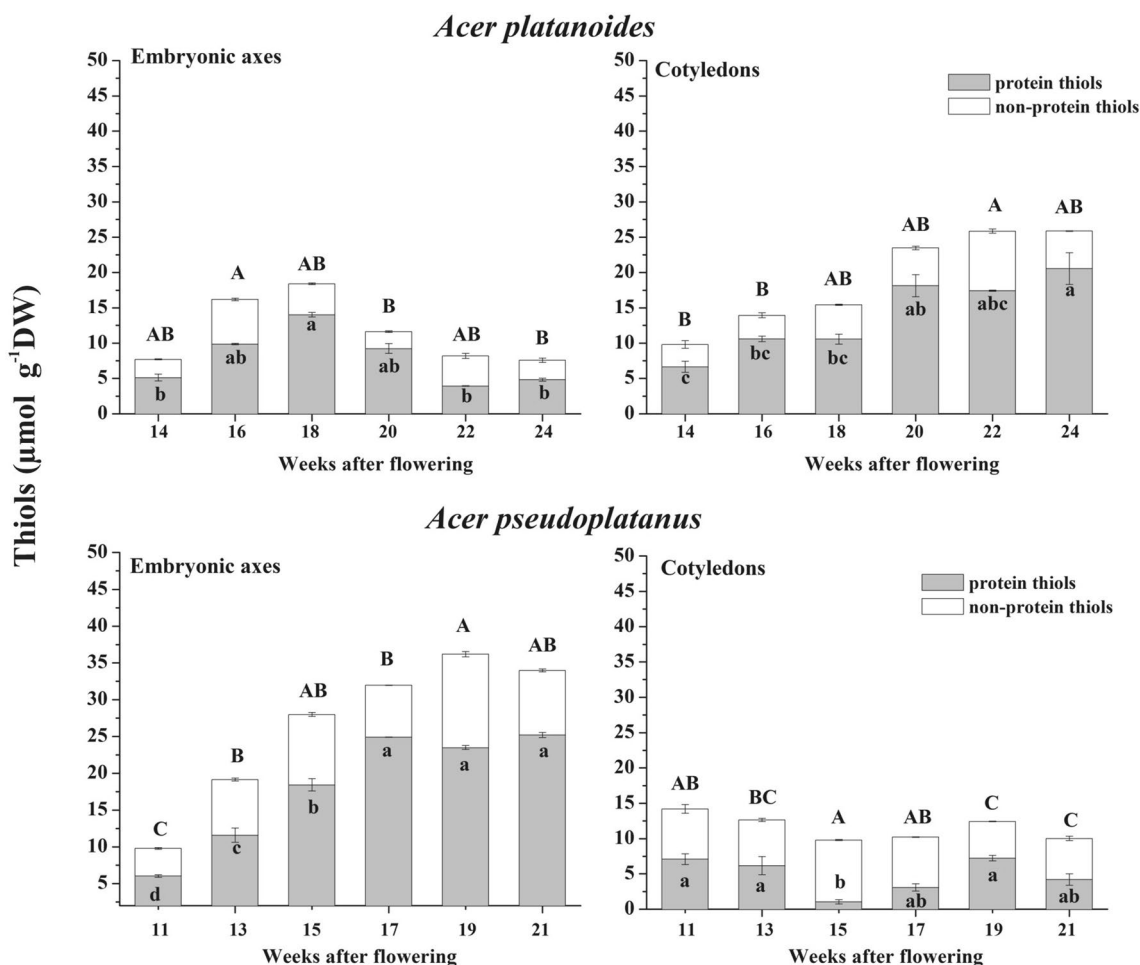 Acer platanoides
Embryonic axes
50
45
40
35
30
25
20
15
10
5
0
AB
A
AB
B
AB
B
b
ab
a
ab
b
b
14 16 18 20 22 24
Weeks after flowering
Cotyledons
protein thiols
non-protein thiols
50
45
40
35
30
25
20
15
10
5
0
B
B
AB
AB
A
AB
c
bc
bc
ab
abc
a
14 16 18 20 22 24
Weeks after flowering
Thiols (μmol g⁻¹DW)
Acer pseudoplatanus
Embryonic axes
50
45
40
35
30
25
20
15
10
5
C
B
AB
B
A
AB
d
c
b
a
a
a
11 13 15 17 19 21
Weeks after flowering
Cotyledons
protein thiols
non-protein thiols
50
45
40
35
30
25
20
15
10
5
0
AB
BC
A
AB
C
C
a
a
b
ab
a
ab
11 13 15 17 19 21
Weeks after flowering